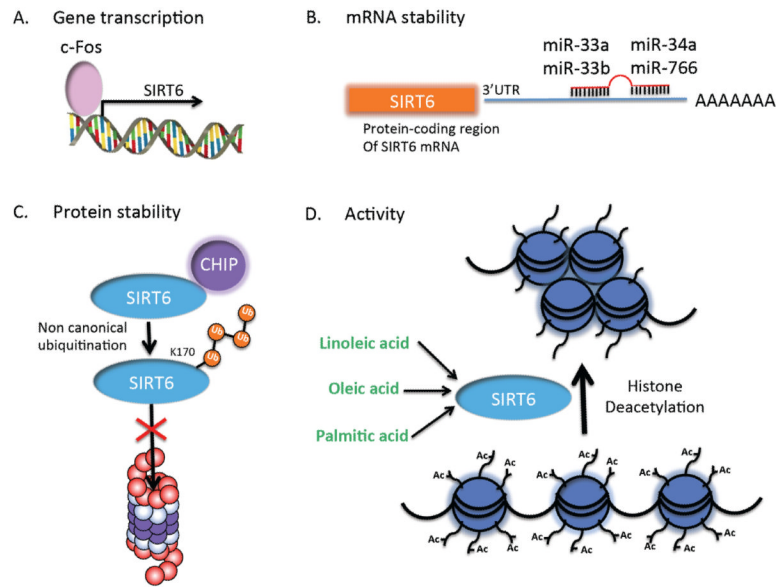 A. Gene transcription
c-Fos
SIRT6
B. mRNA stability
miR-33a miR-34a
miR-33b miR-766
SIRT6
3'UTR
AAAAAAA
Protein-coding region
Of SIRT6 mRNA
C. Protein stability
CHIP
SIRT6
Non canonical
ubiquitination
K170
Ub
Ub
Ub
Ub
SIRT6
D. Activity
Linoleic acid
Oleic acid
Palmitic acid
SIRT6
Histone
Deacetylation
Ac Ac Ac
Ac Ac Ac Ac Ac Ac
Ac Ac Ac Ac Ac Ac
Ac Ac Ac